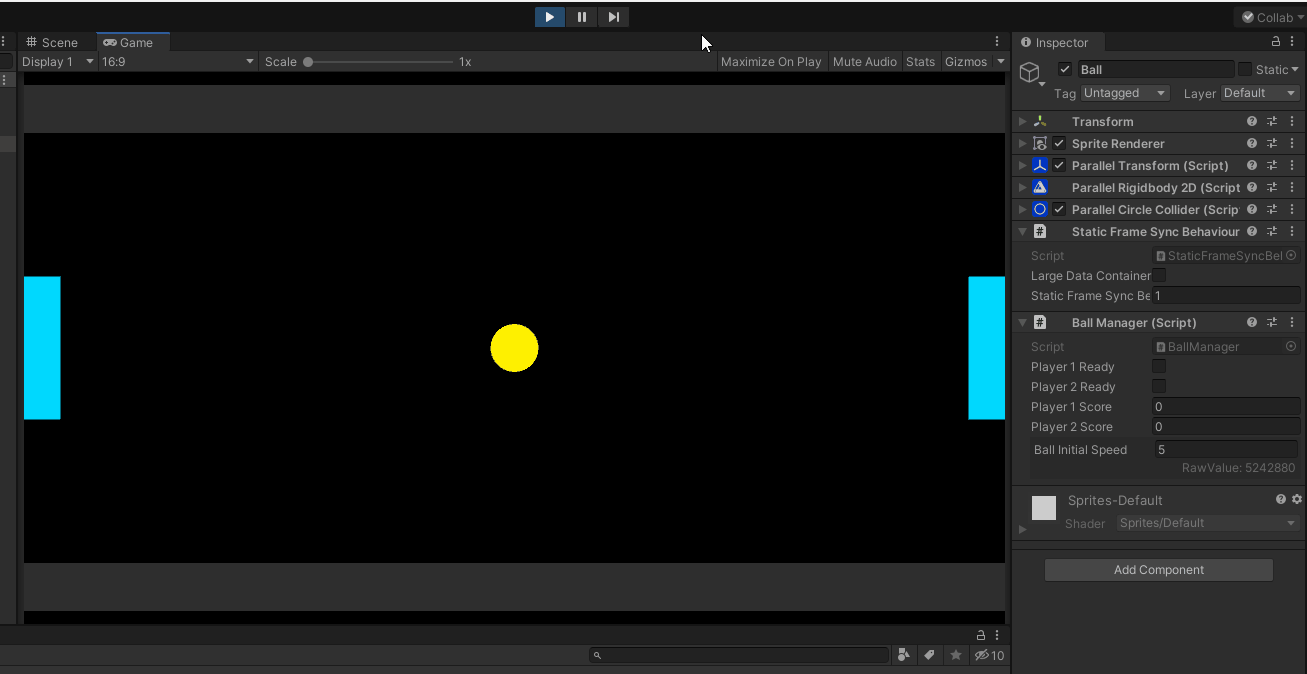 Collab
Scene
Game
Display 1
16:9
Scale
1x
Maximize On Play
Mute Audio
Stats
Gizmos
Inspector
Ball
Static
Tag
Untagged
Layer
Default
Transform
Sprite Renderer
Parallel Transform (Script)
Parallel Rigidbody 2D (Script
Parallel Circle Collider (Scrip
Static Frame Sync Behaviour
Script
StaticFrameSyncBel
Large Data Container
Static Frame Sync Be
1
Ball Manager (Script)
Script
BallManager
Player 1 Ready
Player 2 Ready
Player 1 Score
0
Player 2 Score
0
Ball Initial Speed
5
RawValue: 5242880
Sprites-Default
Shader
Sprites/Default
Add Component
10